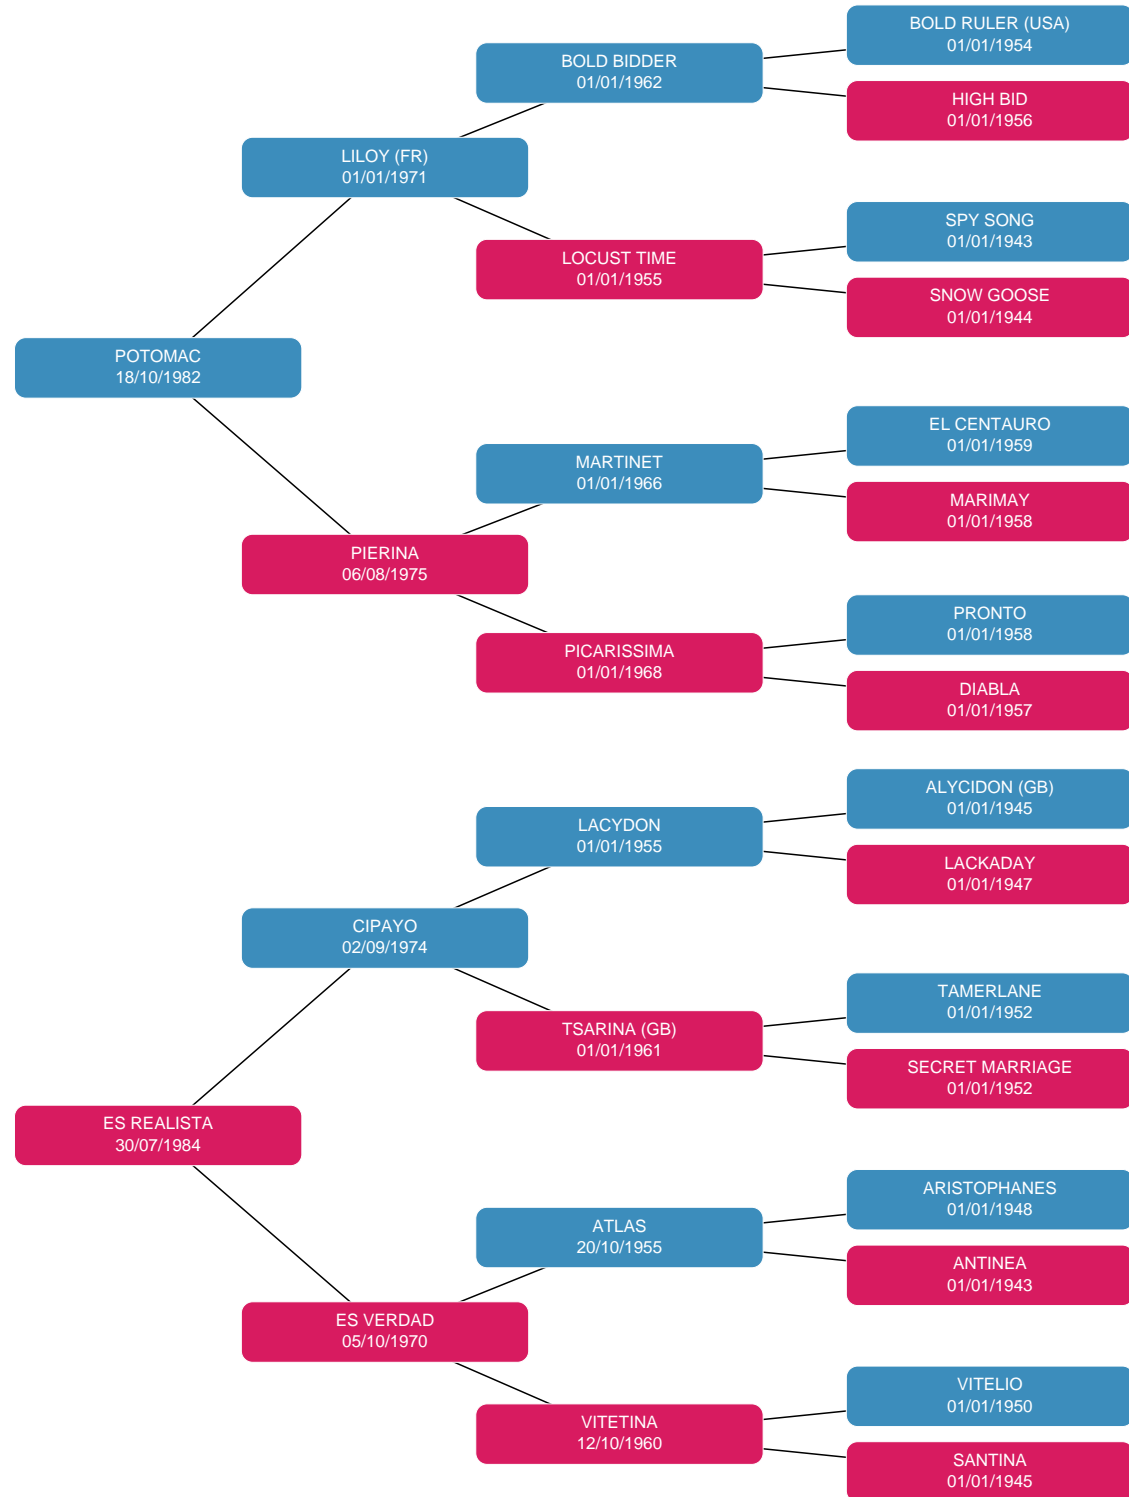 BOLD RULER (USA)
01/01/1954
BOLD BIDDER
01/01/1962
HIGH BID
01/01/1956
LILOY (FR)
01/01/1971
SPY SONG
01/01/1943
LOCUST TIME
01/01/1955
SNOW GOOSE
01/01/1944
POTOMAC
18/10/1982
EL CENTAURO
01/01/1959
MARTINET
01/01/1966
MARIMAY
01/01/1958
PIERINA
06/08/1975
PRONTO
01/01/1958
PICARISSIMA
01/01/1968
DIABLA
01/01/1957
ALYCIDON (GB)
01/01/1945
LACYDON
01/01/1955
LACKADAY
01/01/1947
CIPAYO
02/09/1974
TAMERLANE
01/01/1952
TSARINA (GB)
01/01/1961
SECRET MARRIAGE
01/01/1952
ES REALISTA
30/07/1984
ARISTOPHANES
01/01/1948
ATLAS
20/10/1955
ANTINEA
01/01/1943
ES VERDAD
05/10/1970
VITELIO
01/01/1950
VITETINA
12/10/1960
SANTINA
01/01/1945